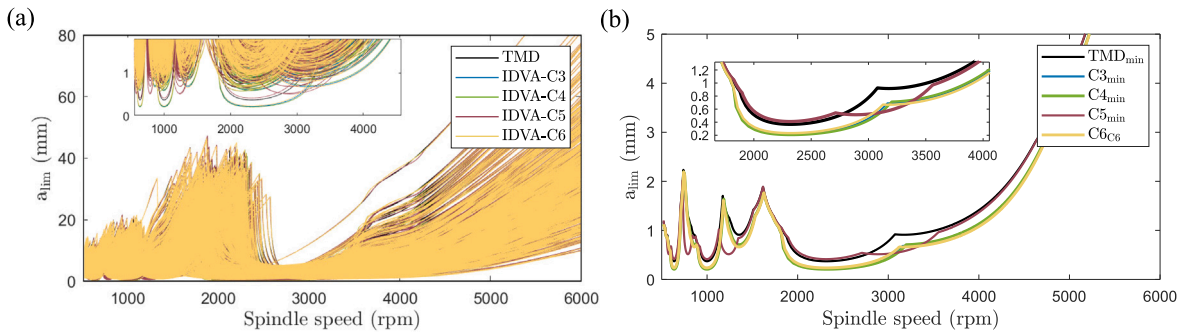 (a)
80
60
40
20
0
a_lim (mm)
1
0
1000 2000 3000 4000
TMD
IDVA-C3
IDVA-C4
IDVA-C5
IDVA-C6
1000 2000 3000 4000 5000 6000
Spindle speed (rpm)
(b)
5
4
3
2
1
0
a_lim (mm)
1.2
1
0.8
0.6
0.4
0.2
2000 2500 3000 3500 4000
TMD_min
C3_min
C4_min
C5_min
C6_C6
1000 2000 3000 4000 5000 6000
Spindle speed (rpm)